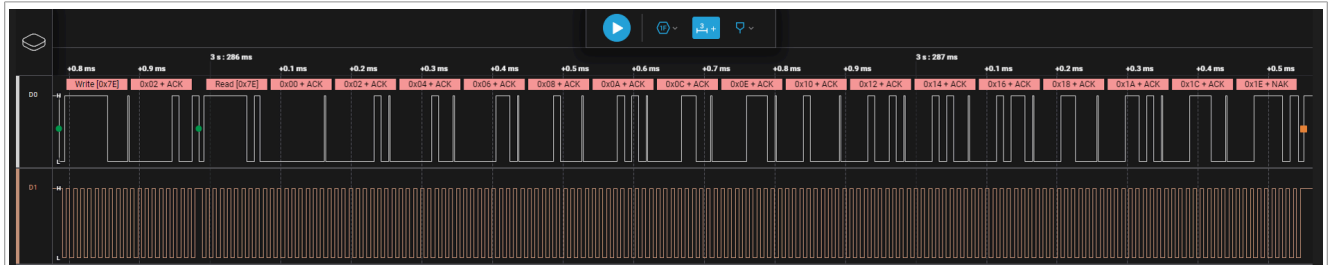 1F
3
3 s : 286 ms
3 s : 287 ms
+0.8 ms +0.9 ms +0.1 ms +0.2 ms +0.3 ms +0.4 ms +0.5 ms +0.6 ms +0.7 ms +0.8 ms +0.9 ms +0.1 ms +0.2 ms +0.3 ms +0.4 ms +0.5 ms
Write [0x7E] 0x02 + ACK Read [0x7E] 0x00 + ACK 0x02 + ACK 0x04 + ACK 0x06 + ACK 0x08 + ACK 0x0A + ACK 0x0C + ACK 0x0E + ACK 0x10 + ACK 0x12 + ACK 0x14 + ACK 0x16 + ACK 0x18 + ACK 0x1A + ACK 0x1C + ACK 0x1E + NAK
D0 H
L
D1 H
L